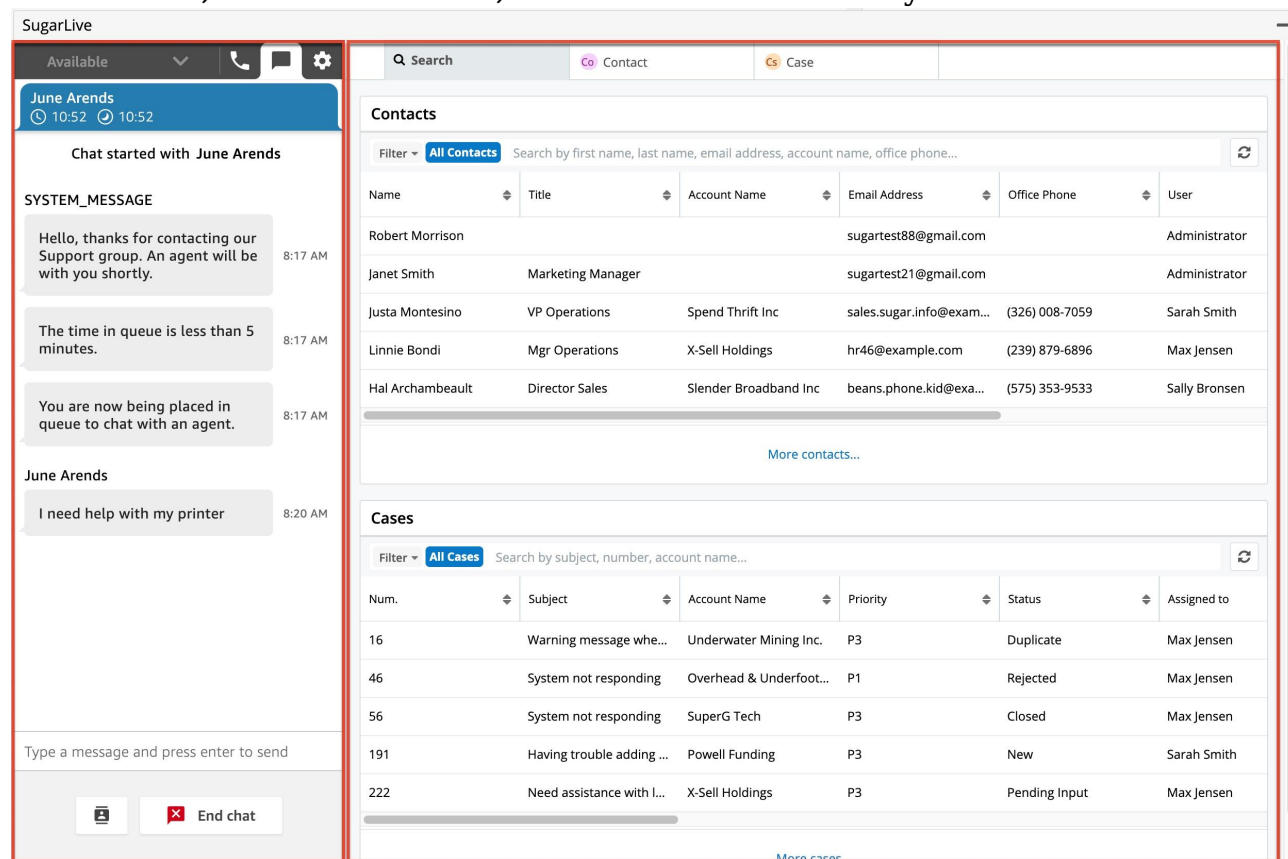 SugarLive
Available
June Arends
10:52 10:52
Chat started with June Arends
SYSTEM_MESSAGE
Hello, thanks for contacting our
Support group. An agent will be
with you shortly.
8:17 AM
The time in queue is less than 5
minutes.
8:17 AM
You are now being placed in
queue to chat with an agent.
8:17 AM
June Arends
I need help with my printer 8:20 AM
Type a message and press enter to send
End chat
Search Co Contact Cs Case
Contacts
Filter All Contacts Search by first name, last name, email address, account name, office phone...
Name Title Account Name Email Address Office Phone User
Robert Morrison sugartest88@gmail.com Administrator
Janet Smith Marketing Manager sugartest21@gmail.com Administrator
Justa Montesino VP Operations Spend Thrift Inc sales.sugar.info@exam... (326) 008-7059 Sarah Smith
Linnie Bondi Mgr Operations X-Sell Holdings hr46@example.com (239) 879-6896 Max Jensen
Hal Archambeault Director Sales Slender Broadband Inc beans.phone.kid@exa... (575) 353-9533 Sally Bronsen
More contacts...
Cases
Filter All Cases Search by subject, number, account name...
Num. Subject Account Name Priority Status Assigned to
16 Warning message whe... Underwater Mining Inc. P3 Duplicate Max Jensen
46 System not responding Overhead & Underfoot... P1 Rejected Max Jensen
56 System not responding SuperG Tech P3 Closed Max Jensen
191 Having trouble adding ... Powell Funding P3 New Sarah Smith
222 Need assistance with l... X-Sell Holdings P3 Pending Input Max Jensen
More cases